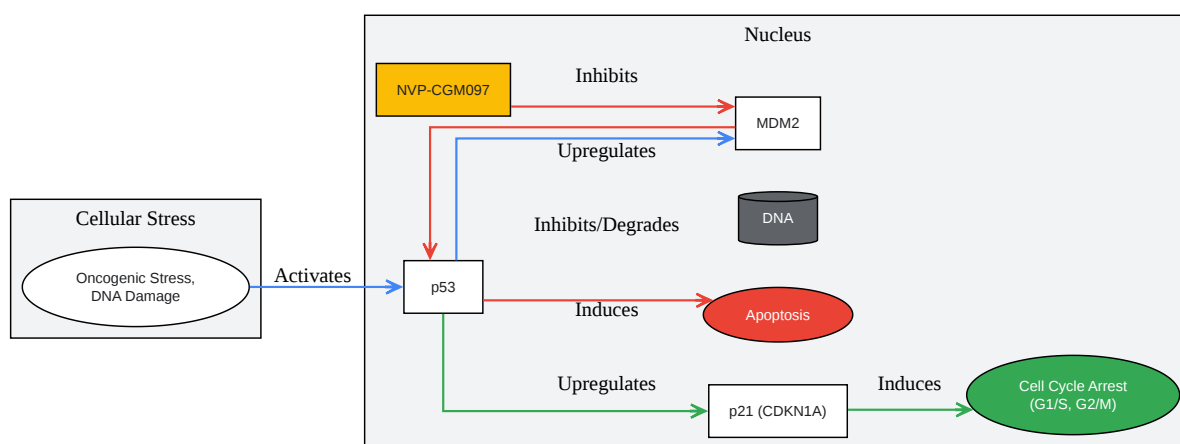 Nucleus
NVP-CGM097
Inhibits
MDM2
Upregulates
Cellular Stress
Oncogenic Stress,
DNA Damage
Activates
p53
Inhibits/Degrades
DNA
Induces
Apoptosis
Upregulates
p21 (CDKN1A)
Induces
Cell Cycle Arrest
(G1/S, G2/M)